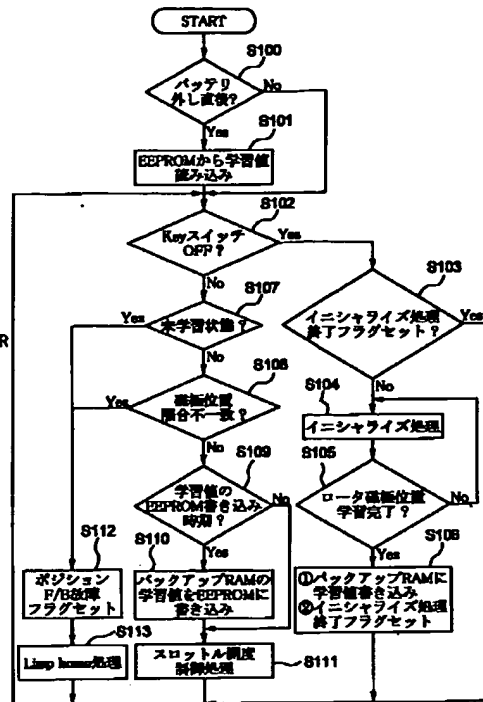 START
S100
バッテリ
外し直後?
No
Yes
S101
EEPROMから学習値
読み込み
S102
Keyスイッチ
OFF?
Yes
No
S103
イニシャライズ処理
終了フラグセット?
Yes
No
S107
未学習状態?
Yes
No
R
S104
イニシャライズ処理
S108
磁極位置
照合不一致?
Yes
No
S105
ロータ磁極位置
学習完了?
No
Yes
S109
学習値の
EEPROM書き込み
時期?
No
Yes
S106
①バックアップRAMに
学習値書き込み
②イニシャライズ処理
終了フラグセット
S110
バックアップRAMの
学習値をEEPROMに
書き込み
S112
ポジション
F/B故障
フラグセット
S113
Limp home処理
スロットル開度
制御処理
S111